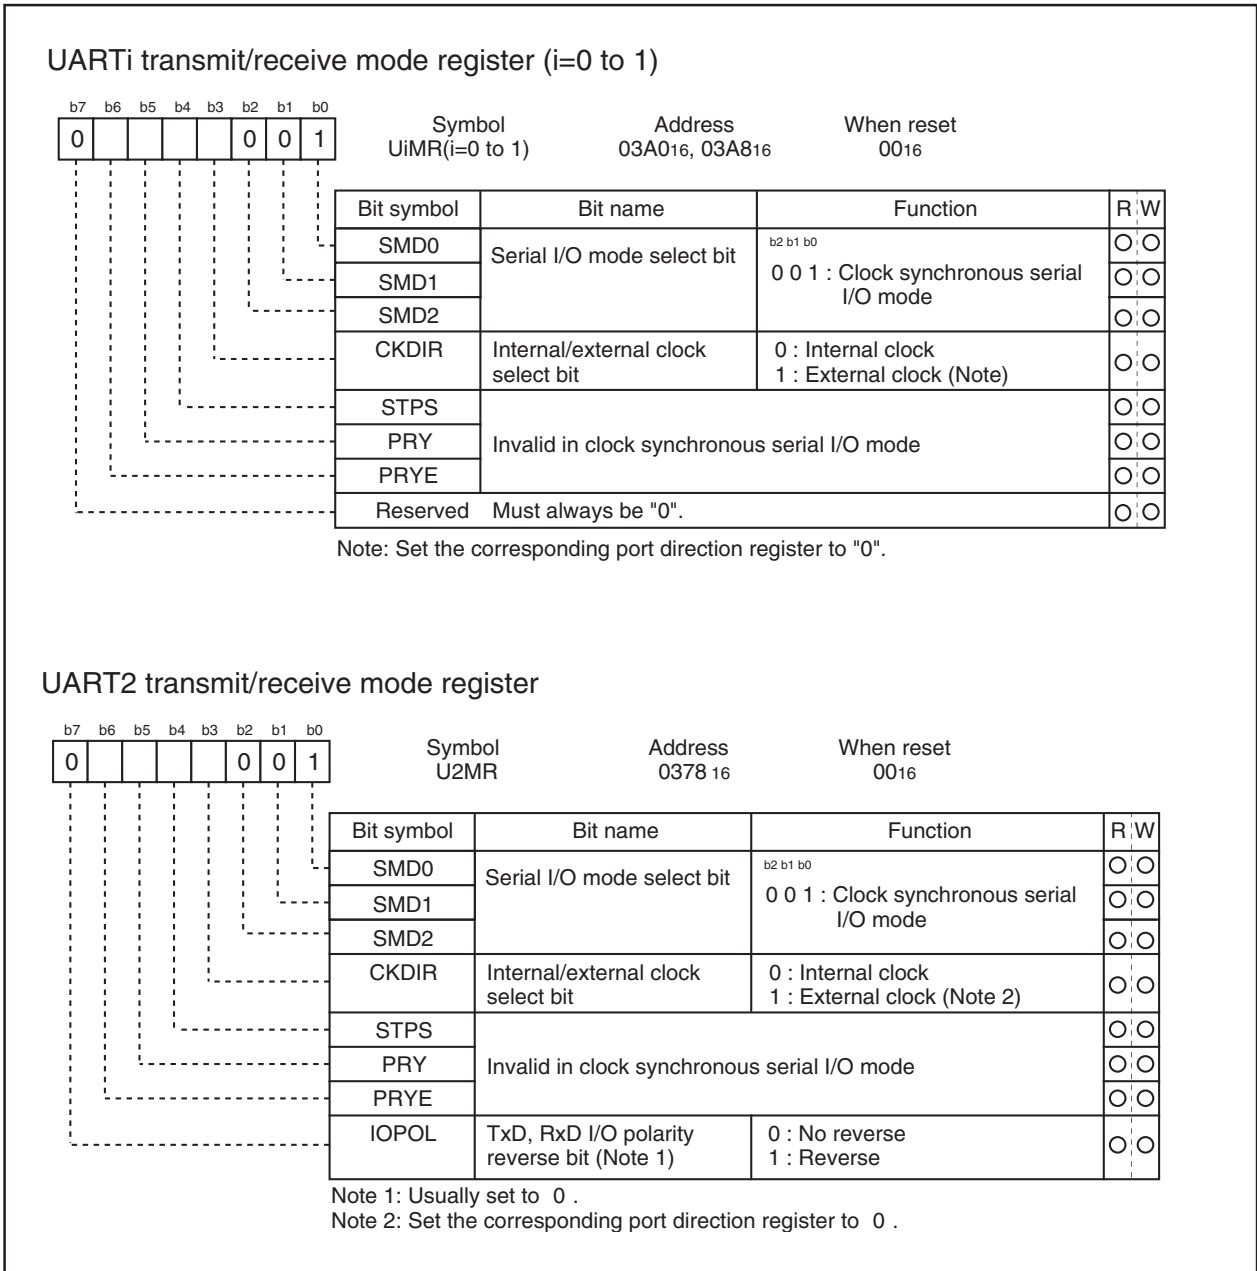 UARTi transmit/receive mode register (i=0 to 1)
b7 b6 b5 b4 b3 b2 b1 b0
0 0 0 1
Symbol Address When reset
UiMR(i=0 to 1) 03A016, 03A816 0016
Bit symbol Bit name Function R W
SMD0 Serial I/O mode select bit b2 b1 b0
SMD1 0 0 1 : Clock synchronous serial
I/O mode
SMD2
CKDIR Internal/external clock 0 : Internal clock
select bit 1 : External clock (Note)
STPS
PRY Invalid in clock synchronous serial I/O mode
PRYE
Reserved Must always be "0".
Note: Set the corresponding port direction register to "0".
UART2 transmit/receive mode register
b7 b6 b5 b4 b3 b2 b1 b0
0 0 0 1
Symbol Address When reset
U2MR 0378 16 0016
Bit symbol Bit name Function R W
SMD0 Serial I/O mode select bit b2 b1 b0
SMD1 0 0 1 : Clock synchronous serial
I/O mode
SMD2
CKDIR Internal/external clock 0 : Internal clock
select bit 1 : External clock (Note 2)
STPS
PRY Invalid in clock synchronous serial I/O mode
PRYE
IOPOL TxD, RxD I/O polarity 0 : No reverse
reverse bit (Note 1) 1 : Reverse
Note 1: Usually set to 0 .
Note 2: Set the corresponding port direction register to 0 .